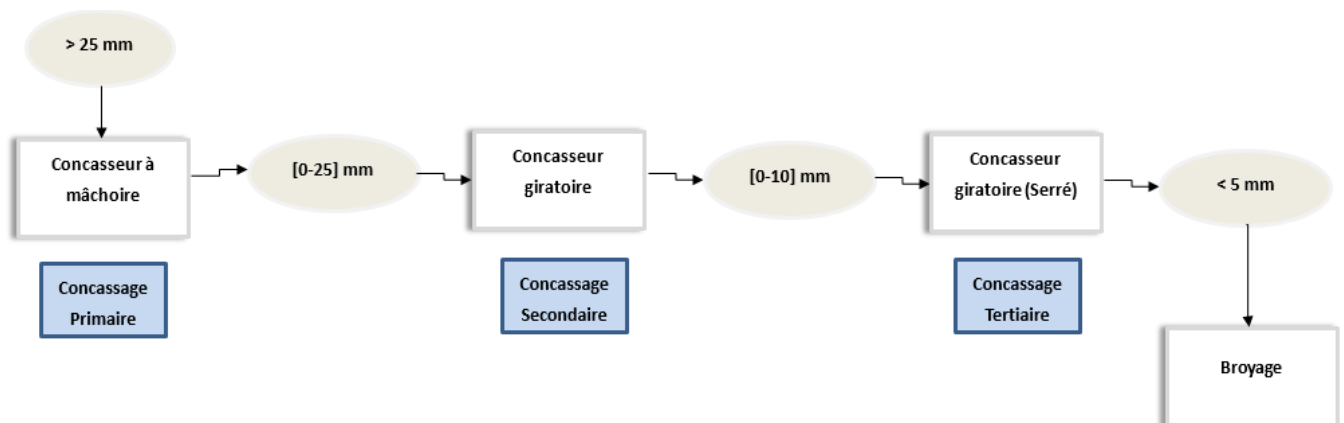 > 25 mm
Concasseur à
mâchoire
[0-25] mm
Concasseur
giratoire
[0-10] mm
Concasseur
giratoire (Serré)
< 5 mm
Concassage
Primaire
Concassage
Secondaire
Concassage
Tertiaire
Broyage